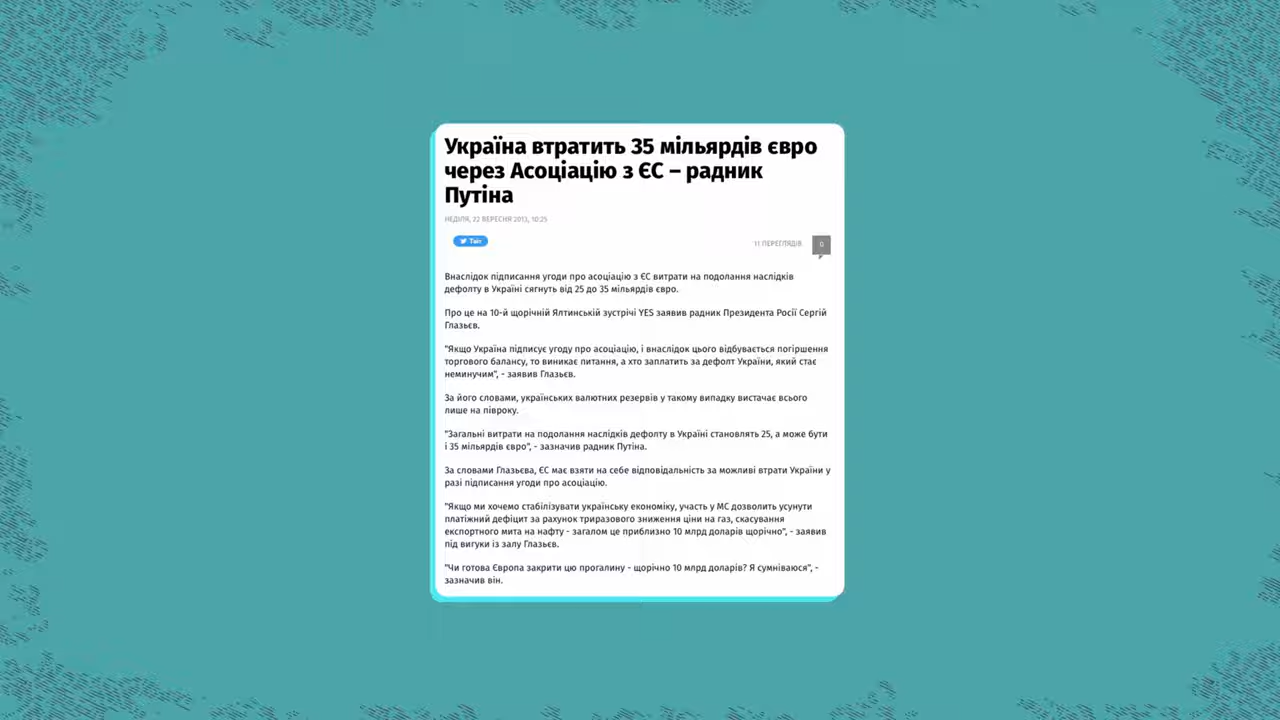 Україна втратить 35 мільярдів євро
через Асоціацію з ЄС – радник
Путіна
НЕДІЛЯ, 22 ВЕРЕСНЯ 2013, 10:25
Твіт
11 ПЕРЕГЛЯДІВ
0
Внаслідок підписання угоди про асоціацію з ЄС витрати на подолання наслідків
дефолту в Україні сягнуть від 25 до 35 мільярдів євро.
Про це на 10-й щорічній Ялтинській зустрічі YES заявив радник Президента Росії Сергій
Глазьєв.
"Якщо Україна підписує угоду про асоціацію, і внаслідок цього відбувається погіршення
торгового балансу, то виникає питання, а хто заплатить за дефолт України, який стає
неминучим", - заявив Глазьєв.
За його словами, українських валютних резервів у такому випадку вистачає всього
лише на півроку.
"Загальні витрати на подолання наслідків дефолту в Україні становлять 25, а може бути
і 35 мільярдів євро", - зазначив радник Путіна.
За словами Глазьєва, ЄС має взяти на себе відповідальність за можливі втрати України у
разі підписання угоди про асоціацію.
"Якщо ми хочемо стабілізувати українську економіку, участь у МС дозволить усунути
платіжний дефіцит за рахунок триразового зниження ціни на газ, скасування
експортного мита на нафту - загалом це приблизно 10 млрд доларів щорічно", - заявив
під вигуки із залу Глазьєв.
"Чи готова Європа закрити цю прогалину - щорічно 10 млрд доларів? Я сумніваюся", -
зазначив він.